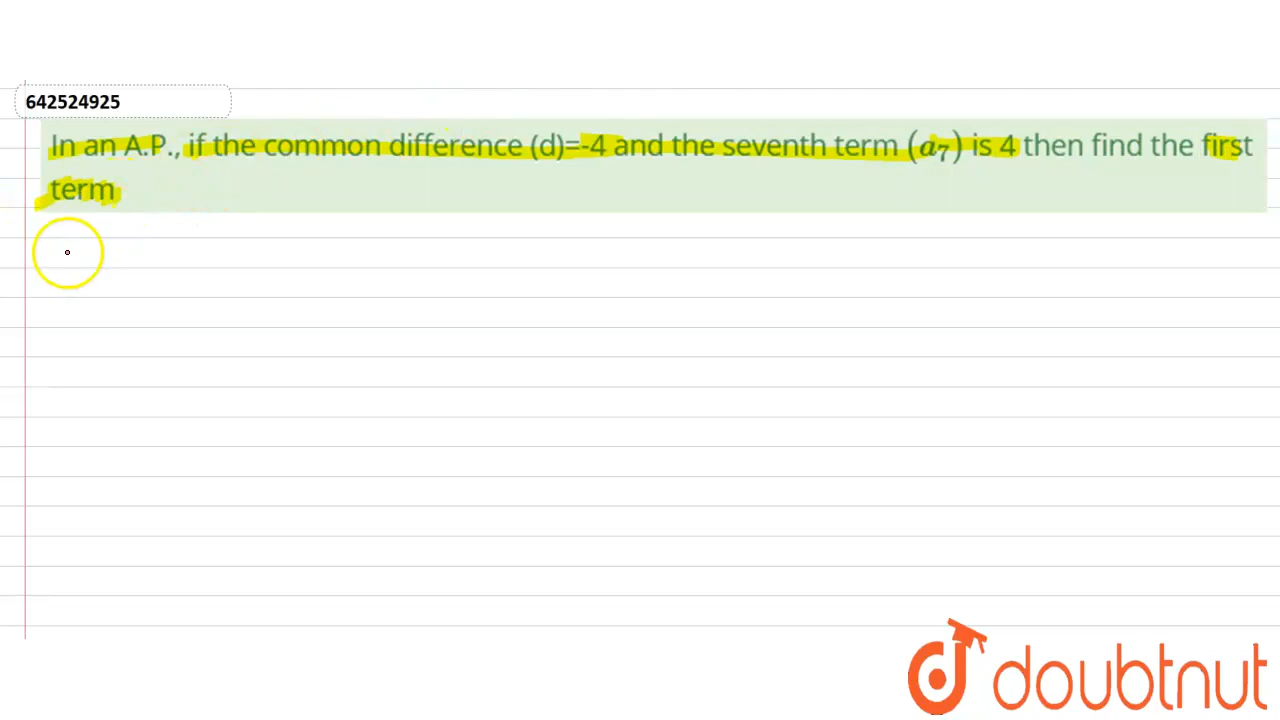 642524925
In an A.P., if the common difference (d)=-4 and the seventh term (a₇) is 4 then find the first
term
doubtnut